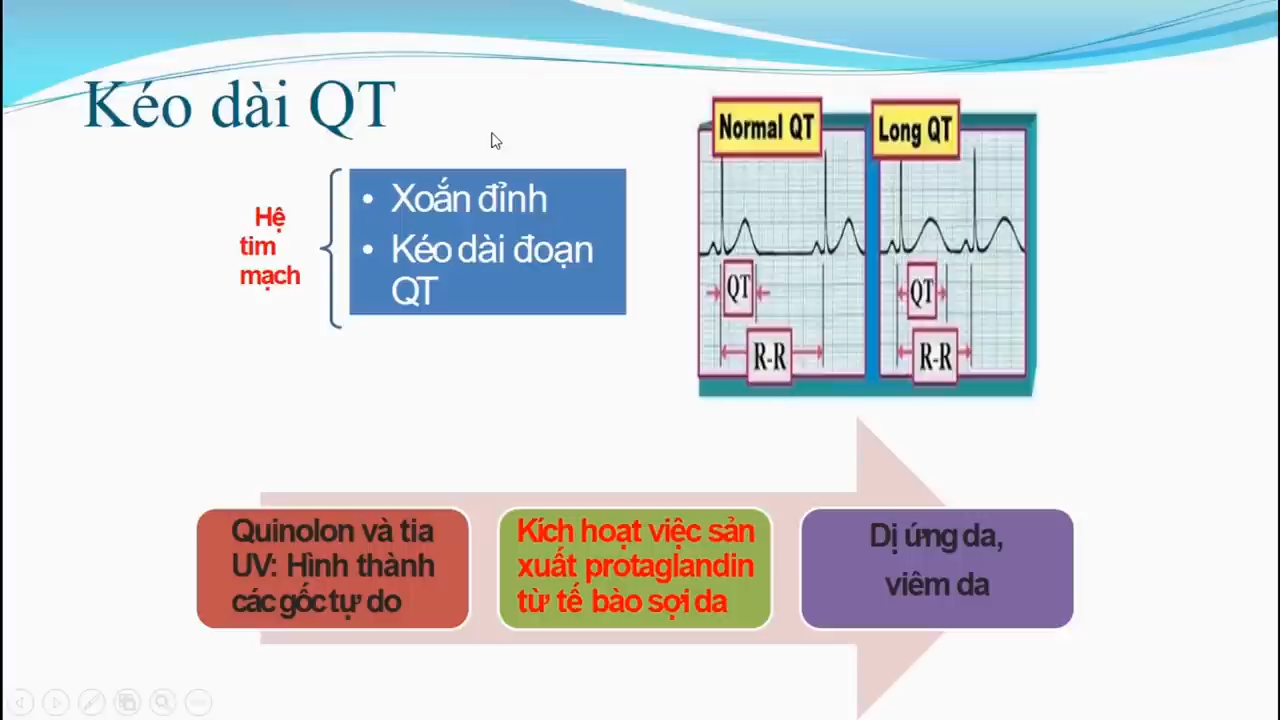 Kéo dài QT
Hệ
tim
mạch
• Xoắn đỉnh
• Kéo dài đoạn
QT
Normal QT
Long QT
QT
QT
R-R
R-R
Quinolon và tia
UV: Hình thành
các gốc tự do
Kích hoạt việc sản
xuất protaglandin
từ tế bào sợi da
Dị ứng da,
viêm da